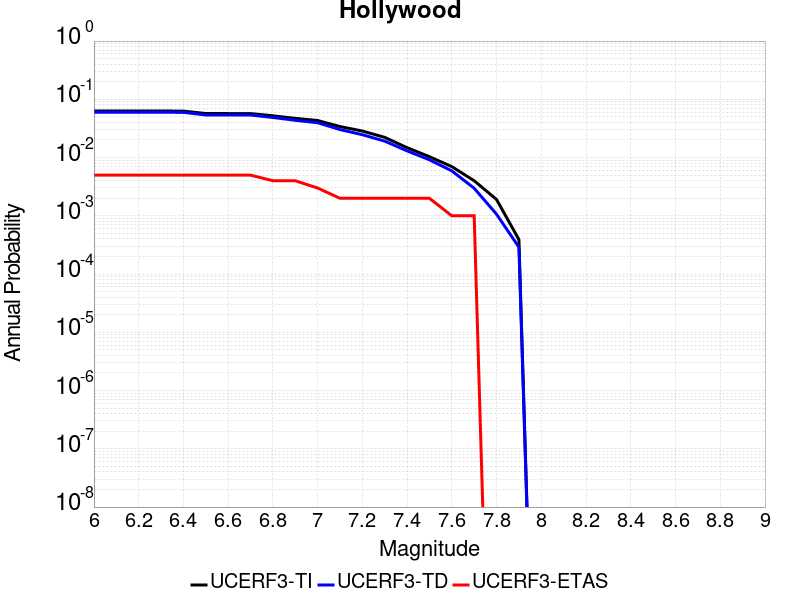 Hollywood
10^0
10^-1
10^-2
10^-3
10^-4
10^-5
10^-6
10^-7
10^-8
Annual Probability
6 6.2 6.4 6.6 6.8 7 7.2 7.4 7.6 7.8 8 8.2 8.4 8.6 8.8 9
Magnitude
UCERF3-TI UCERF3-TD UCERF3-ETAS